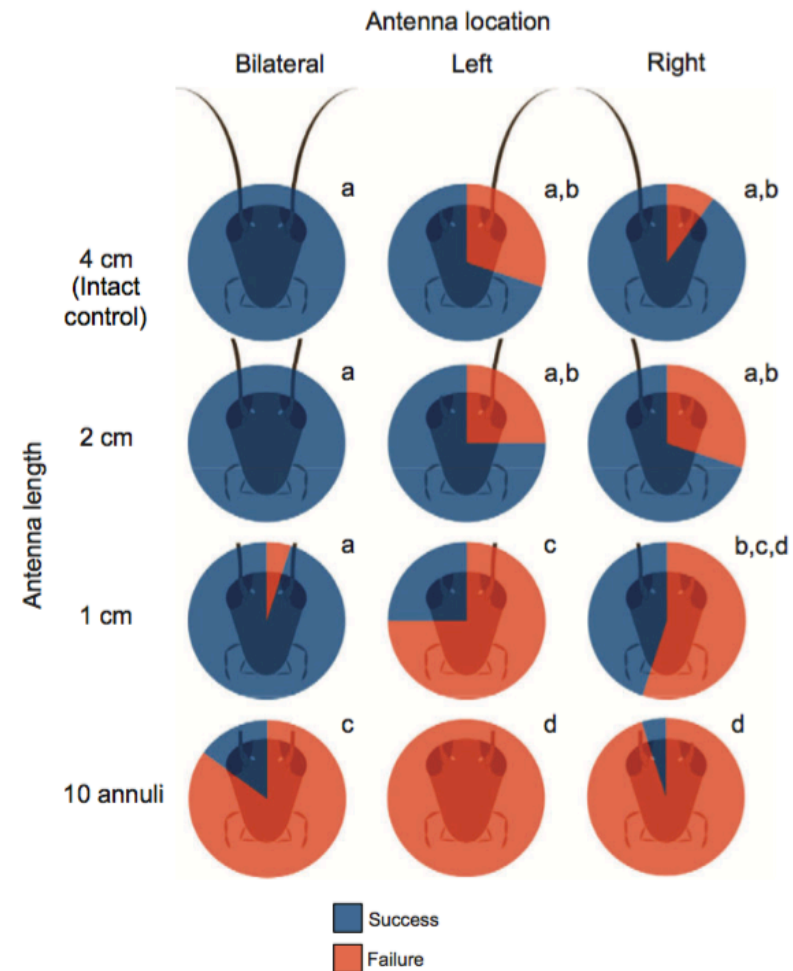 Antenna location
Bilateral Left Right
a a,b a,b
4 cm
(Intact
control)
a a,b a,b
2 cm
Antenna length
a c b,c,d
1 cm
c d d
10 annuli
Success
Failure